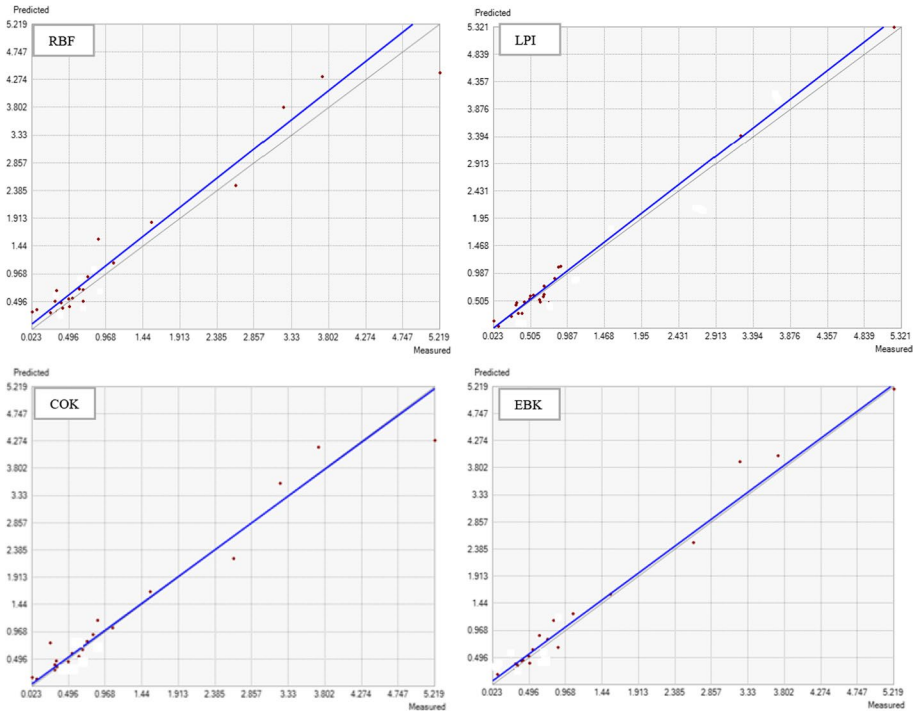 Predicted
5.219
RBF
4.747
4.274
3.802
3.33
2.857
2.385
1.913
1.44
0.968
0.496
0.023 0.496 0.968 1.44 1.913 2.385 2.857 3.33 3.802 4.274 4.747 5.219
Measured
Predicted
5.321
LPI
4.839
4.357
3.876
3.394
2.913
2.431
1.95
1.468
0.987
0.505
0.023 0.505 0.987 1.468 1.95 2.431 2.913 3.394 3.876 4.357 4.839 5.321
Measured
Predicted
5.219
COK
4.747
4.274
3.802
3.33
2.857
2.385
1.913
1.44
0.968
0.496
0.023 0.496 0.968 1.44 1.913 2.385 2.857 3.33 3.802 4.274 4.747 5.219
Measured
Predicted
5.219
EBK
4.747
4.274
3.802
3.33
2.857
2.385
1.913
1.44
0.968
0.496
0.023 0.496 0.968 1.44 1.913 2.385 2.857 3.33 3.802 4.274 4.747 5.219
Measured